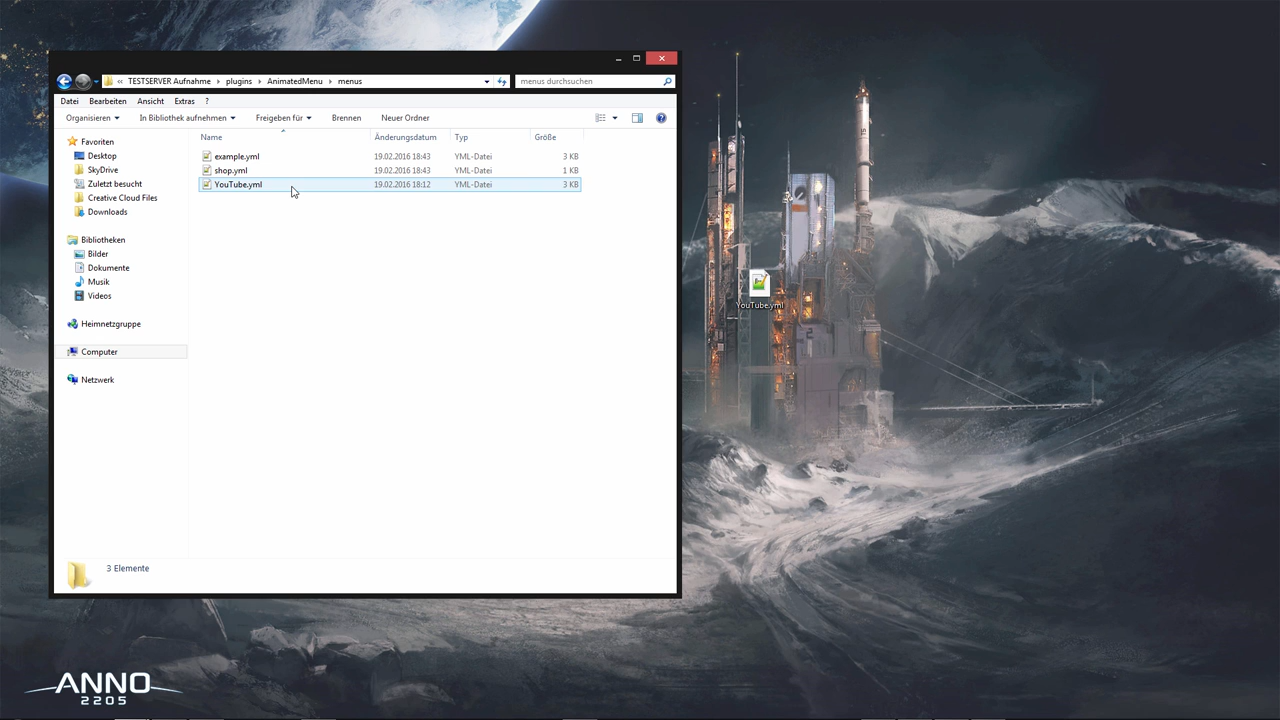 « TESTSERVER Aufnahme plugins AnimatedMenu menus
menus durchsuchen
Datei Bearbeiten Ansicht Extras ?
Organisieren In Bibliothek aufnehmen Freigeben für Brennen Neuer Ordner
Name Änderungsdatum Typ Größe
example.yml 19.02.2016 18:43 YML-Datei 3 KB
shop.yml 19.02.2016 18:43 YML-Datei 1 KB
YouTube.yml 19.02.2016 18:12 YML-Datei 3 KB
Favoriten
Desktop
SkyDrive
Zuletzt besucht
Creative Cloud Files
Downloads
Bibliotheken
Bilder
Dokumente
Musik
Videos
Heimnetzgruppe
Computer
Netzwerk
3 Elemente
YouTube.yml
ANNO
2205